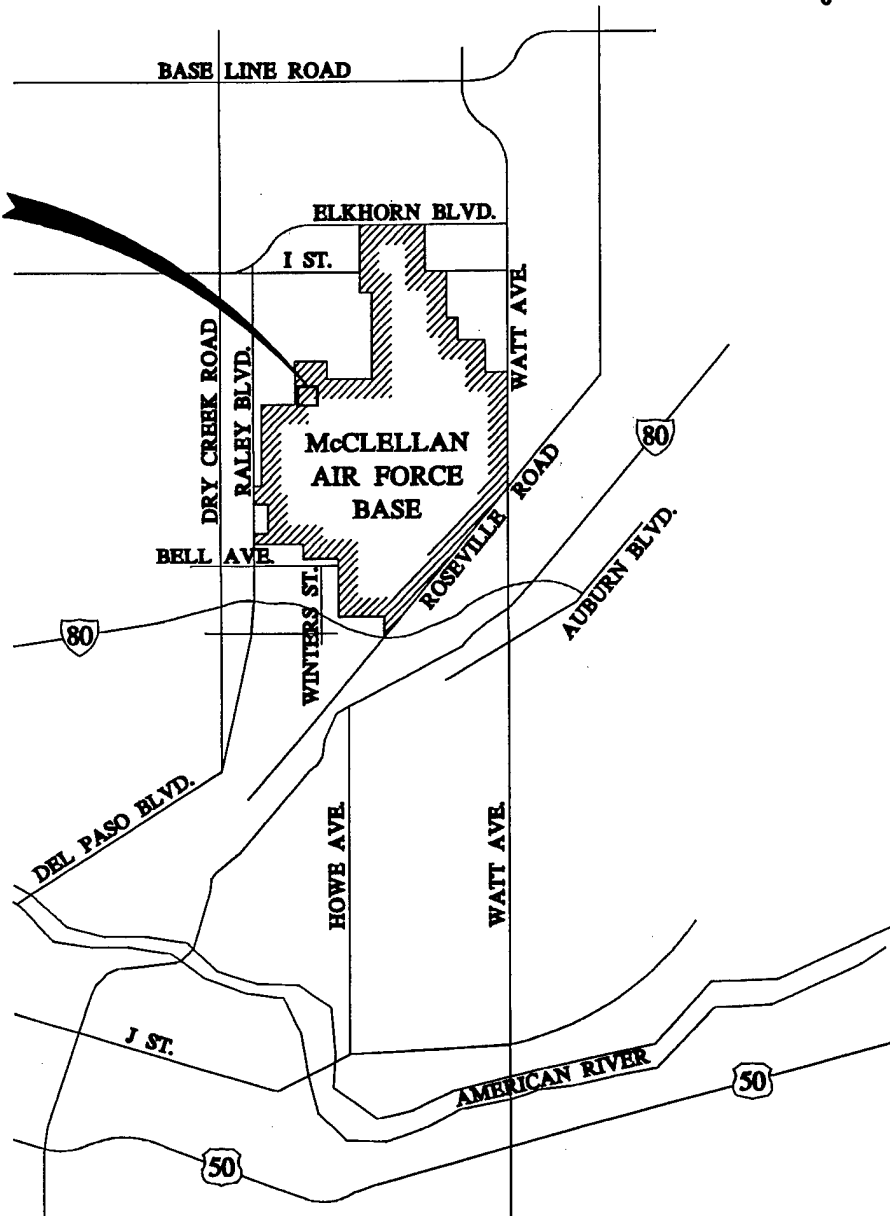 BASE LINE ROAD
ELKHORN BLVD.
I ST.
WATT AVE.
DRY CREEK ROAD
RALEY BLVD.
McCLELLAN
AIR FORCE
BASE
80
ROSEVILLE ROAD
AUBURN BLVD.
BELL AVE.
WINTERS ST.
80
DEL PASO BLVD.
HOWE AVE.
WATT AVE.
J ST.
AMERICAN RIVER
50
50